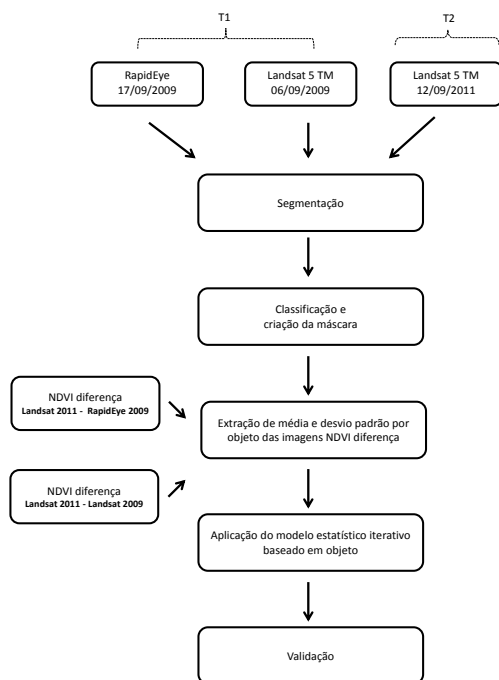 T1
T2
RapidEye
17/09/2009
Landsat 5 TM
06/09/2009
Landsat 5 TM
12/09/2011
Segmentação
Classificação e
criação da máscara
NDVI diferença
Landsat 2011 - RapidEye 2009
Extração de média e desvio padrão por
objeto das imagens NDVI diferença
NDVI diferença
Landsat 2011 - Landsat 2009
Aplicação do modelo estatístico iterativo
baseado em objeto
Validação